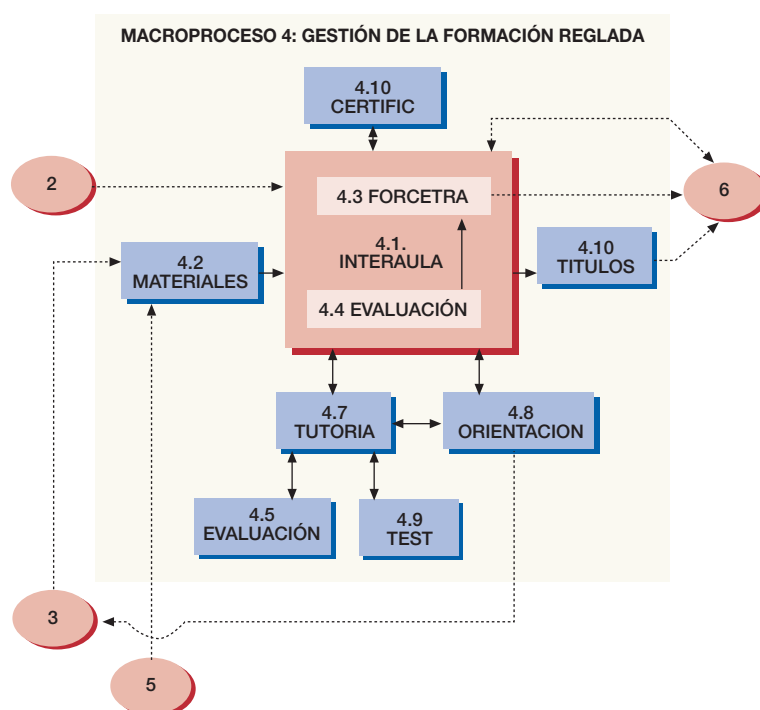 MACROPROCESO 4: GESTIÓN DE LA FORMACIÓN REGLADA
4.10
CERTIFIC
2
6
4.3 FORCETRA
4.1.
INTERAULA
4.4 EVALUACIÓN
4.2
MATERIALES
4.10
TITULOS
4.7
TUTORIA
4.8
ORIENTACION
4.5
EVALUACIÓN
4.9
TEST
3
5